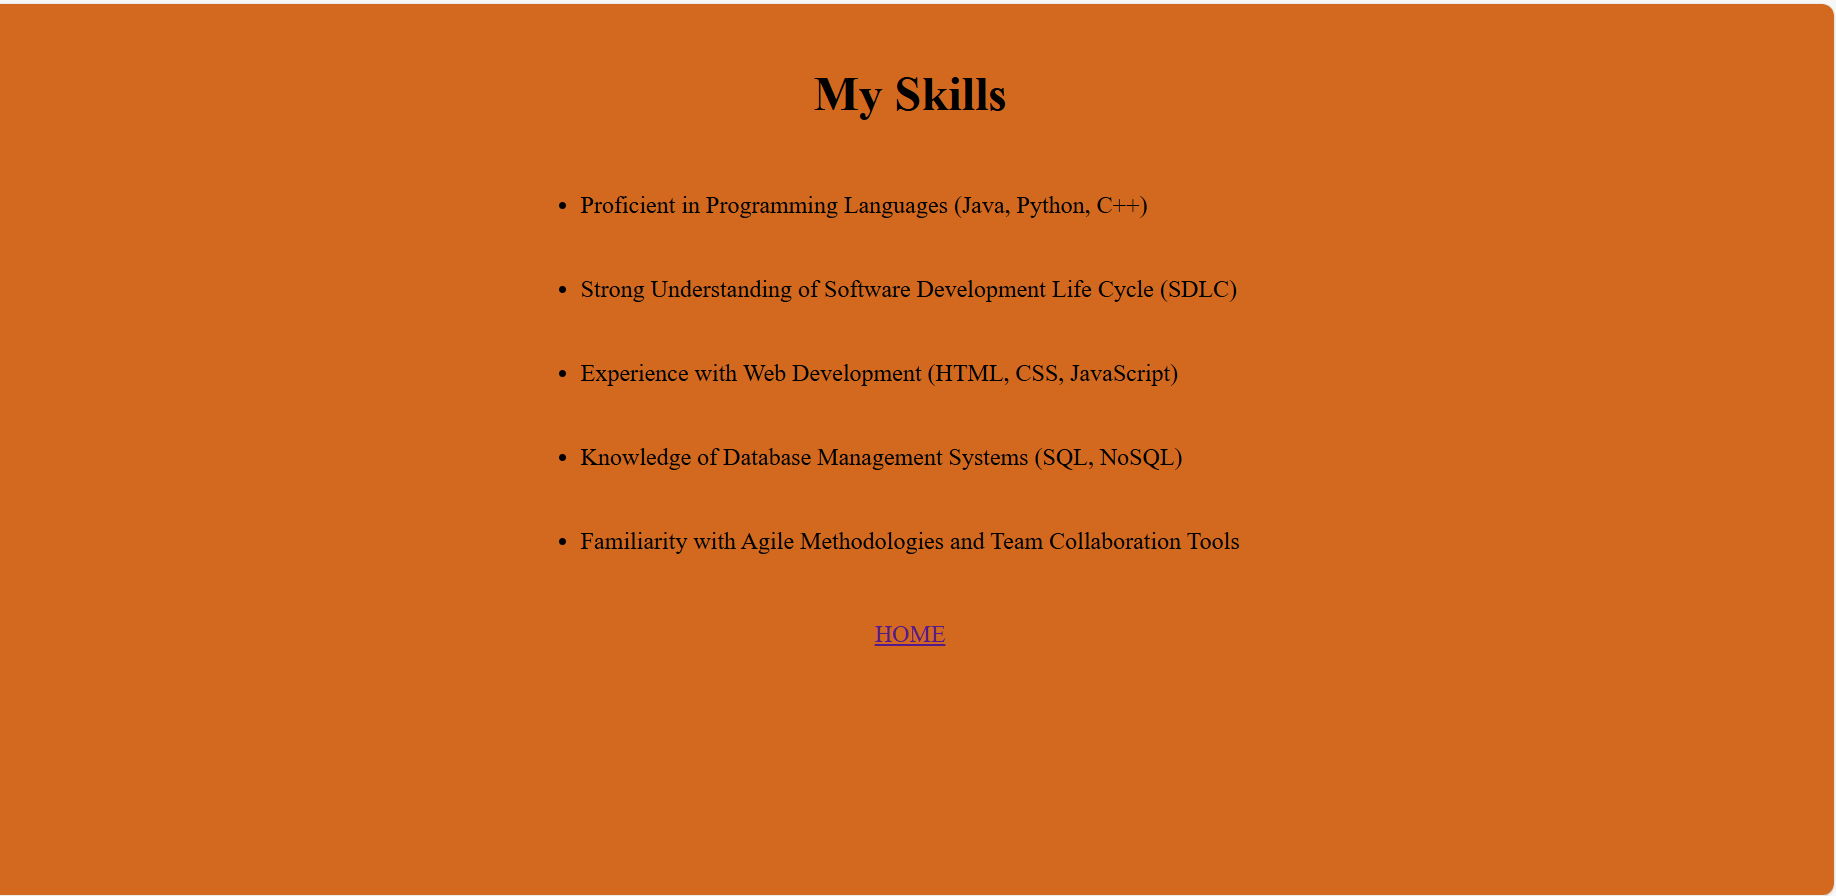 My Skills
• Proficient in Programming Languages (Java, Python, C++)
• Strong Understanding of Software Development Life Cycle (SDLC)
• Experience with Web Development (HTML, CSS, JavaScript)
• Knowledge of Database Management Systems (SQL, NoSQL)
• Familiarity with Agile Methodologies and Team Collaboration Tools
HOME